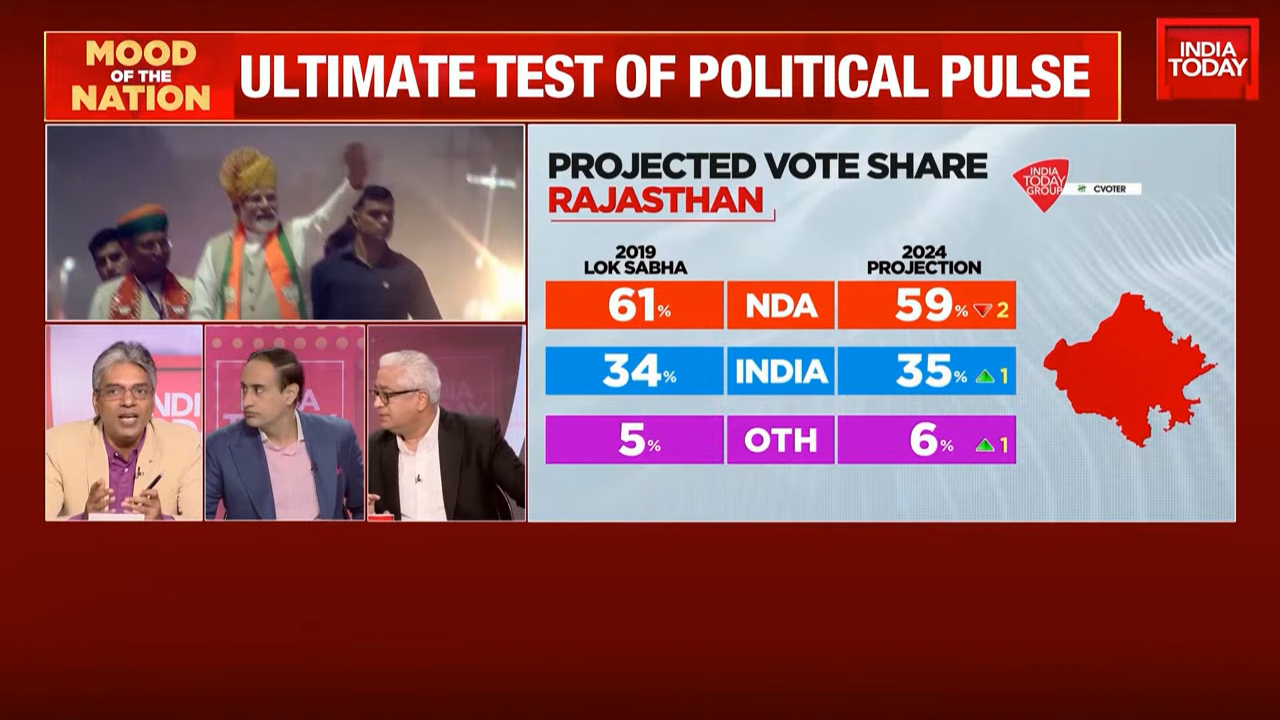 MOOD
OF THE
NATION
ULTIMATE TEST OF POLITICAL PULSE
INDIA
TODAY
PROJECTED VOTE SHARE
RAJASTHAN
INDIA
TODAY
GROUP
CVOTER
2019
LOK SABHA
2024
PROJECTION
61% NDA 59% 2
34% INDIA 35% 1
5% OTH 6% 1